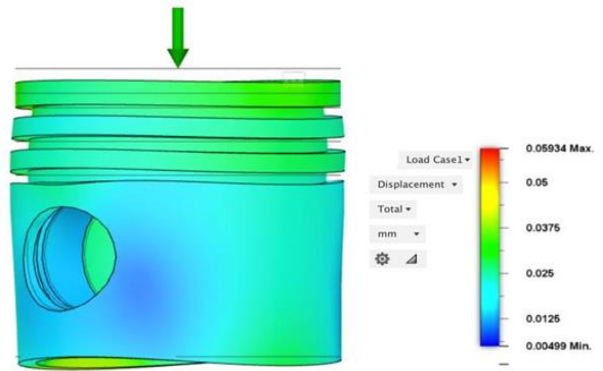 Load Case1
Displacement
Total
mm
0.05934 Max.
0.05
0.0375
0.025
0.0125
0.00499 Min.